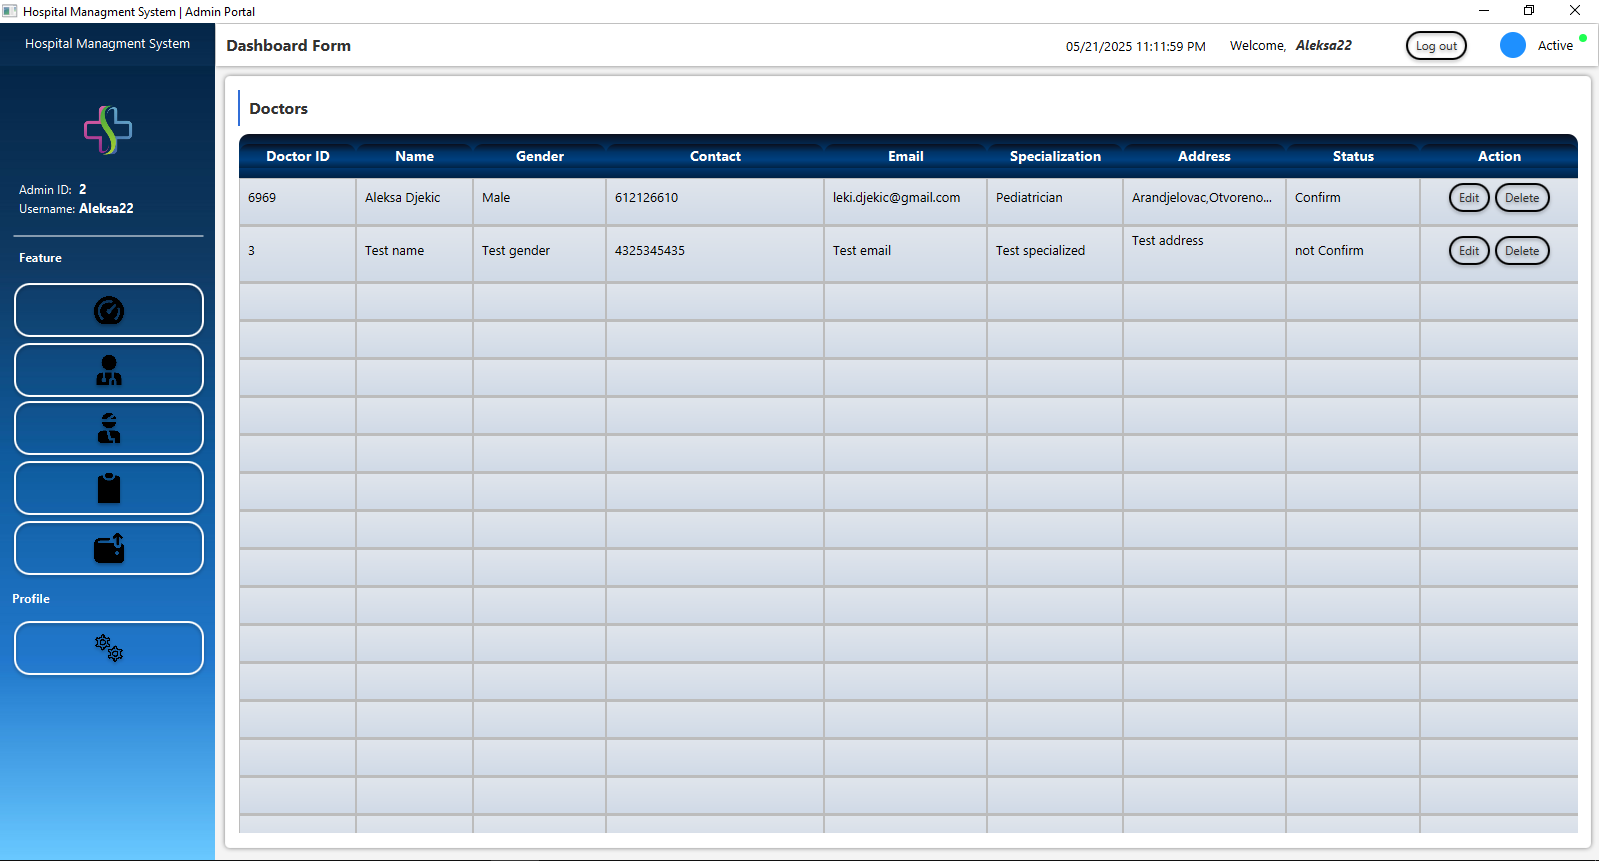 Hospital Managment System | Admin Portal
Hospital Managment System
Dashboard Form
05/21/2025 11:11:59 PM
Welcome, Aleksa22
Log out
Active
Admin ID: 2
Username: Aleksa22
Feature
Profile
Doctors
Doctor ID Name Gender Contact Email Specialization Address Status Action
6969 Aleksa Djekic Male 612126610 leki.djekic@gmail.com Pediatrician Arandjelovac,Otvoreno... Confirm Edit Delete
3 Test name Test gender 4325345435 Test email Test specialized Test address not Confirm Edit Delete